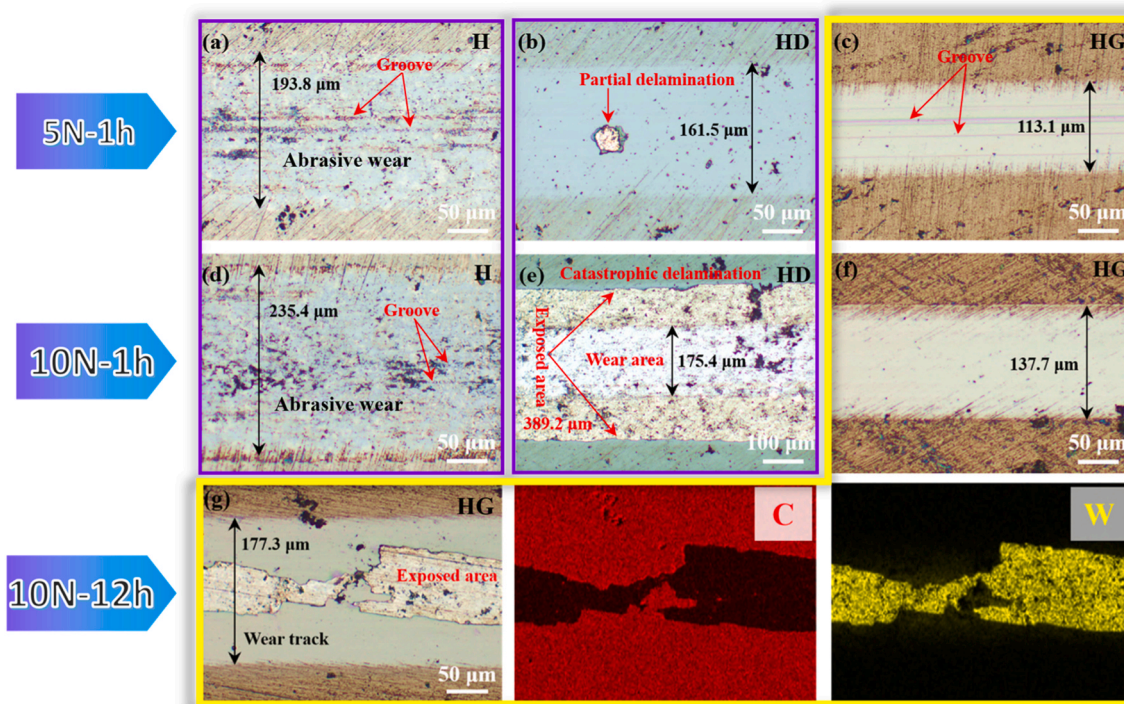 5N-1h
(a)
H
Groove
193.8 µm
Abrasive wear
50 µm
(b)
HD
Partial delamination
161.5 µm
50 µm
(c)
HG
Groove
113.1 µm
50 µm
10N-1h
(d)
H
235.4 µm
Groove
Abrasive wear
50 µm
(e)
Catastrophic delamination
HD
Exposed area
Wear area
175.4 µm
389.2 µm
100 µm
(f)
HG
137.7 µm
50 µm
10N-12h
(g)
HG
177.3 µm
Exposed area
Wear track
50 µm
C
W